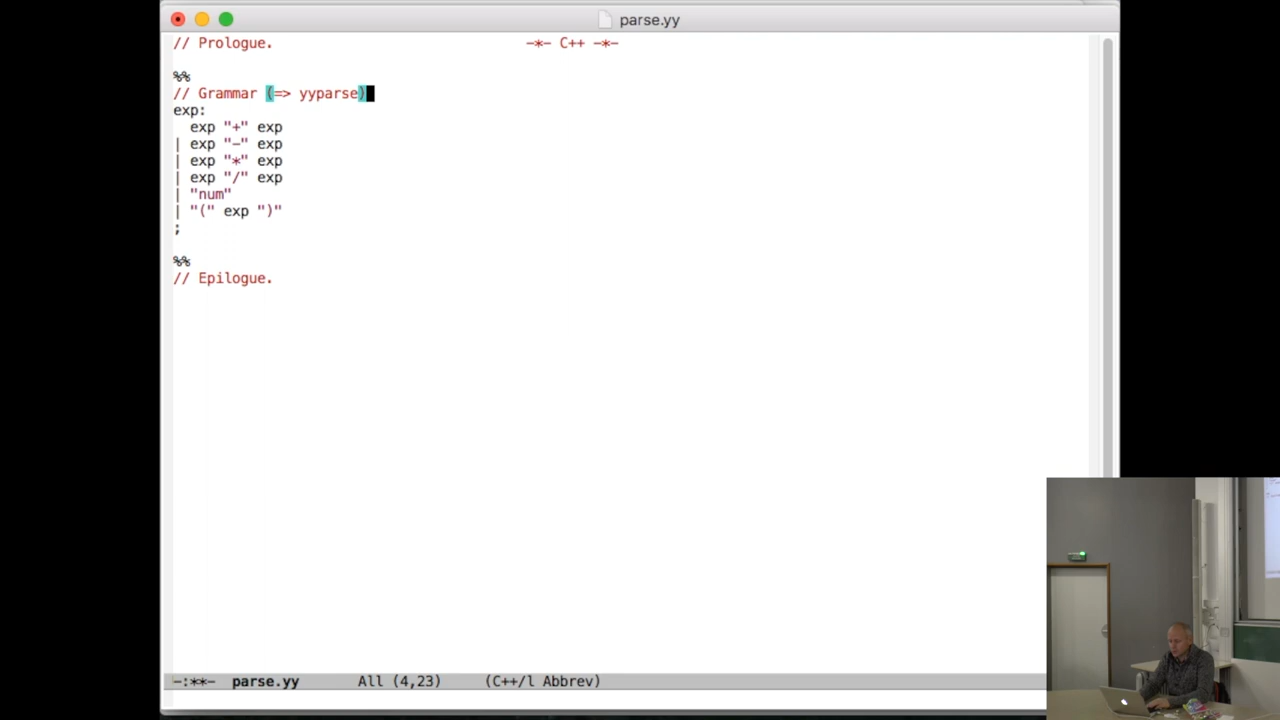 parse.yy
// Prologue. -*- C++ -*-
%%
// Grammar (=> yyparse)
exp:
exp "+" exp
| exp "-" exp
| exp "*" exp
| exp "/" exp
| "num"
| "(" exp ")"
;
%%
// Epilogue.
-:**- parse.yy All (4,23) (C++/l Abbrev)